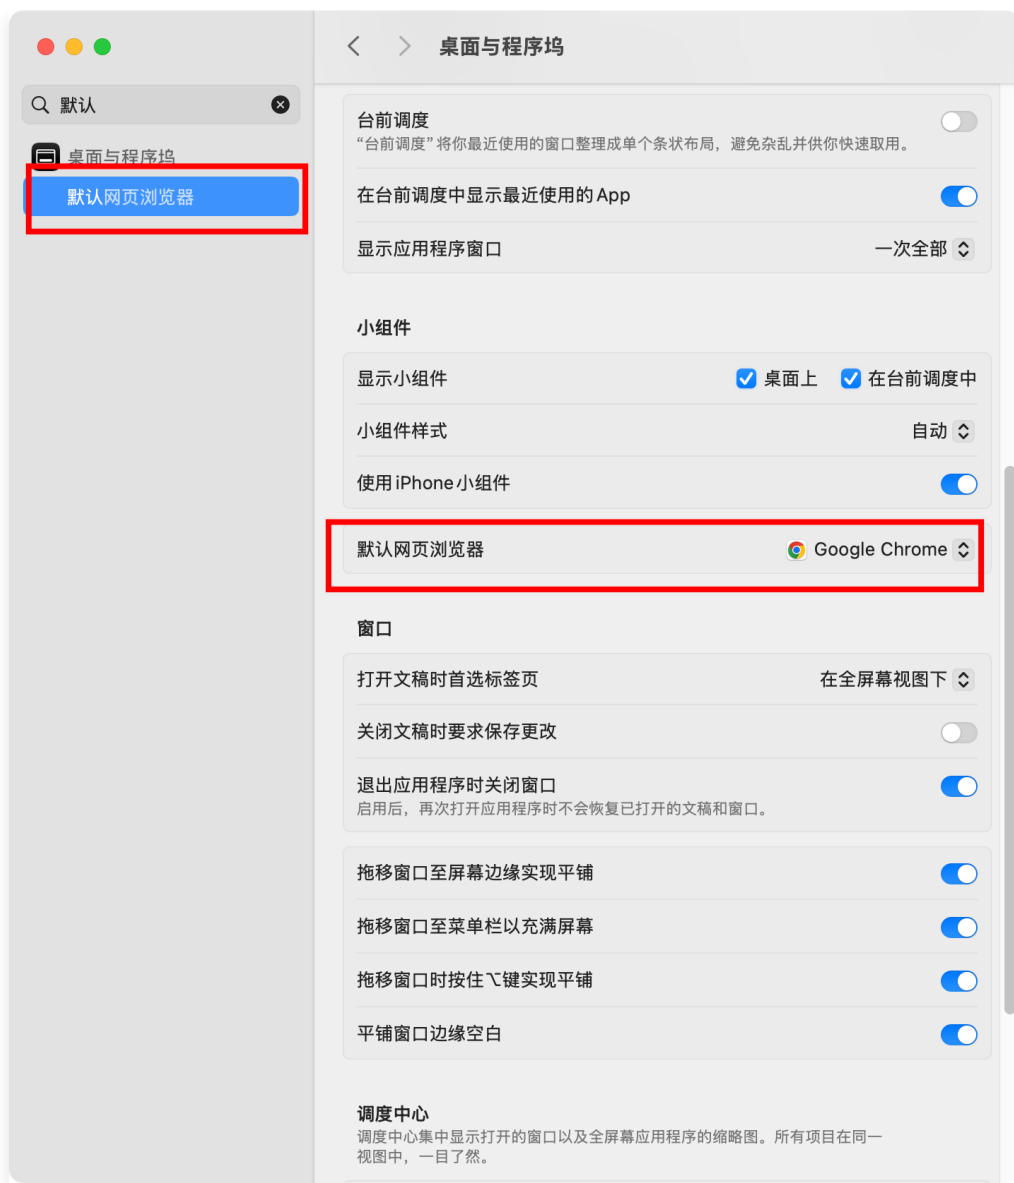 桌面与程序坞
默认
桌面与程序坞
默认网页浏览器
台前调度
“台前调度”将你最近使用的窗口整理成单个条状布局，避免杂乱并供你快速取用。
在台前调度中显示最近使用的App
显示应用程序窗口 一次全部
小组件
显示小组件 桌面上 在台前调度中
小组件样式 自动
使用iPhone小组件
默认网页浏览器 Google Chrome
窗口
打开文稿时首选标签页 在全屏幕视图下
关闭文稿时要求保存更改
退出应用程序时关闭窗口
启用后，再次打开应用程序时不会恢复已打开的文稿和窗口。
拖移窗口至屏幕边缘实现平铺
拖移窗口至菜单栏以充满屏幕
拖移窗口时按住⌥键实现平铺
平铺窗口边缘空白
调度中心
调度中心集中显示打开的窗口以及全屏幕应用程序的缩略图。所有项目在同一
视图中，一目了然。